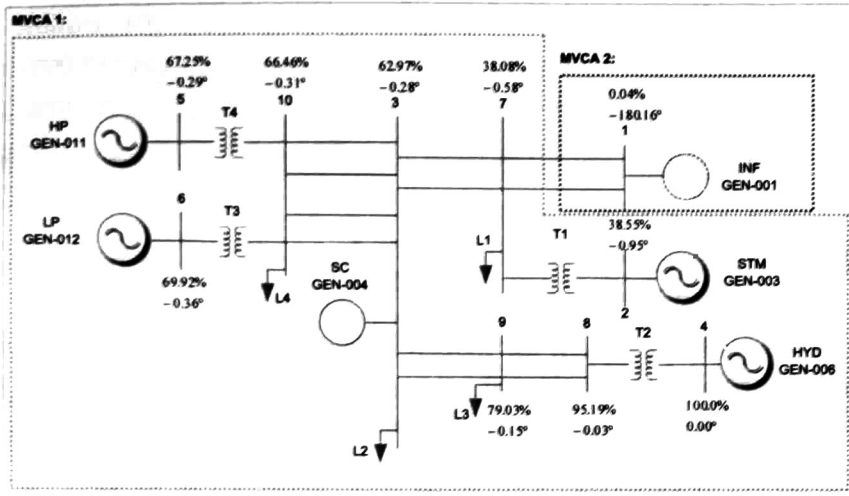 MVCA 1:
67.25%
−0.29°
5
66.46%
−0.31°
10
62.97%
−0.28°
3
38.08%
−0.58°
7
MVCA 2:
0.04%
−180.16°
1
HP
GEN-011
T4
INF
GEN-001
LP
GEN-012
6
T3
69.92%
−0.36°
L4
SC
GEN-004
L1
T1
38.55%
−0.95°
2
STM
GEN-003
9
8
T2
4
HYD
GEN-006
L2
L3
79.03%
−0.15°
95.19%
−0.03°
100.0%
0.00°